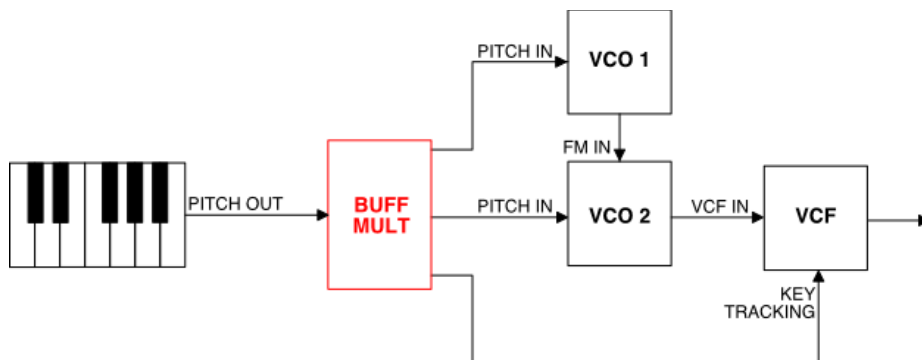 PITCH IN
VCO 1
FM IN
PITCH OUT
BUFF
MULT
PITCH IN
VCO 2
VCF IN
VCF
KEY
TRACKING